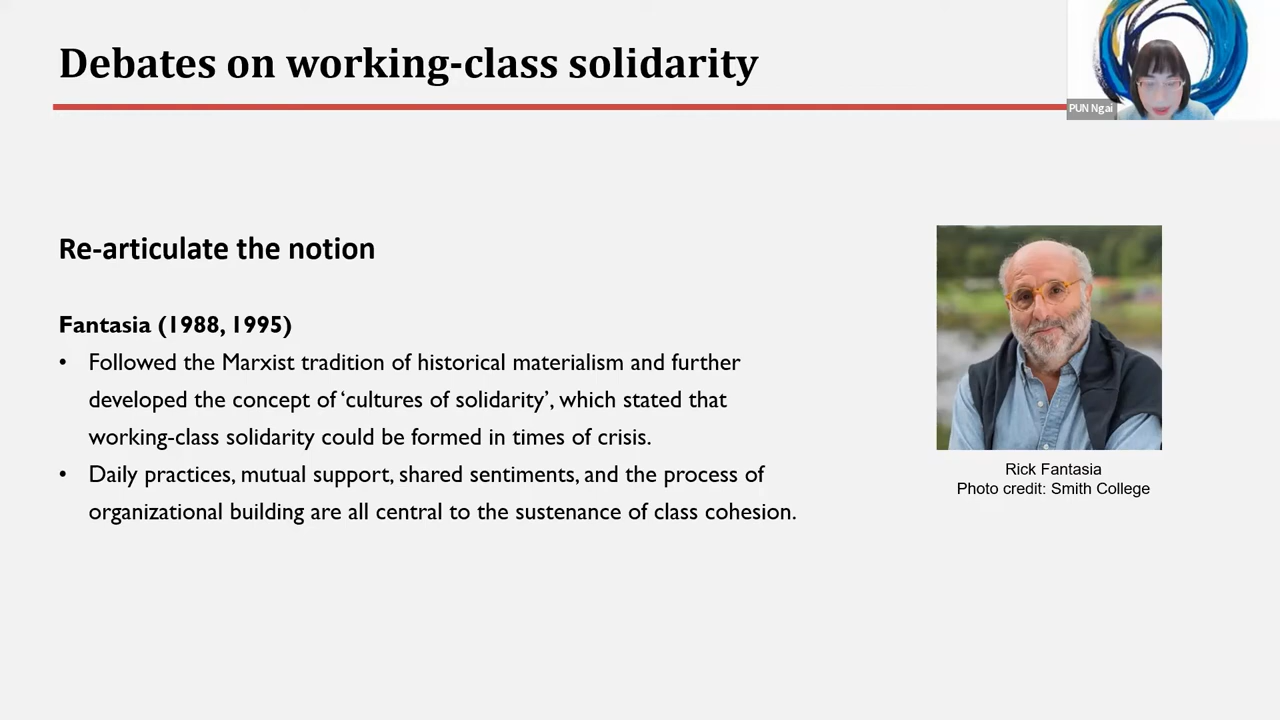 Debates on working-class solidarity
PUN Ngai
Re-articulate the notion
Fantasia (1988, 1995)
• Followed the Marxist tradition of historical materialism and further
developed the concept of ‘cultures of solidarity’, which stated that
working-class solidarity could be formed in times of crisis.
• Daily practices, mutual support, shared sentiments, and the process of
organizational building are all central to the sustenance of class cohesion.
Rick Fantasia
Photo credit: Smith College